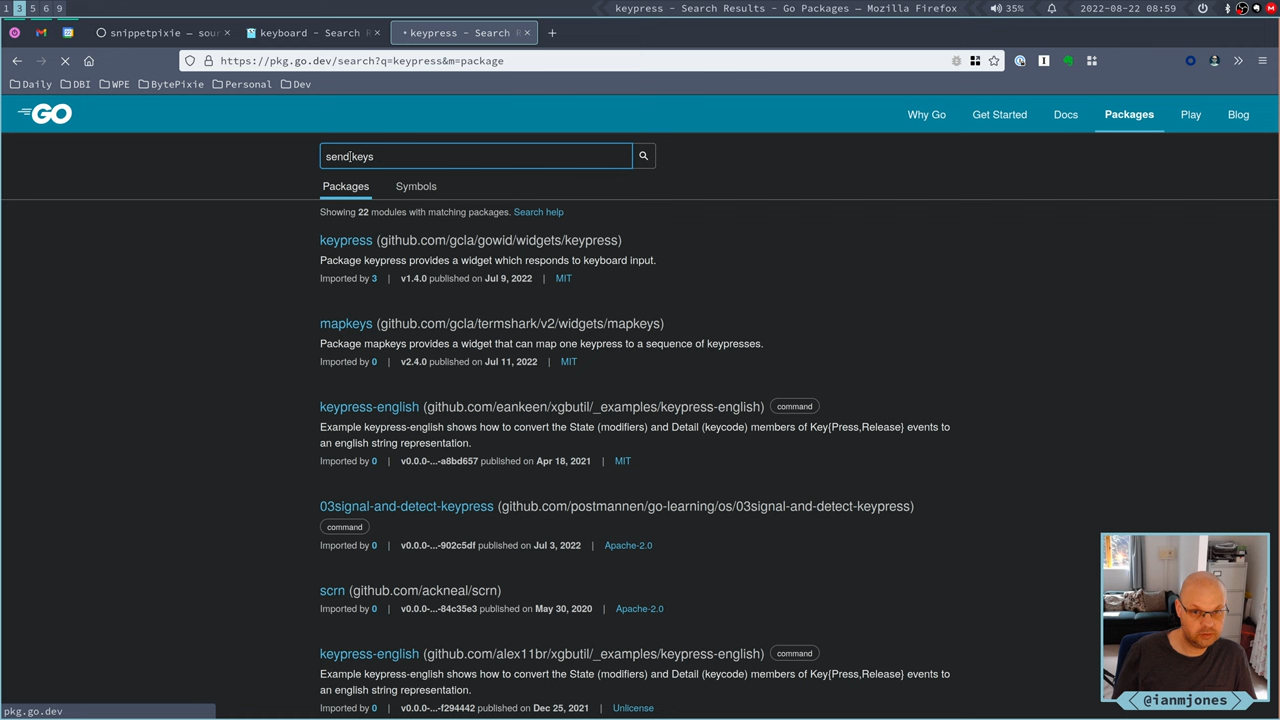 1 3 5 6 9
keypress - Search Results - Go Packages — Mozilla Firefox
35%
2022-08-22 08:59
snippetpixie — sour
keyboard - Search R
keypress - Search R
https://pkg.go.dev/search?q=keypress&m=package
Daily DBI WPE BytePixie Personal Dev
GO
Why Go Get Started Docs Packages Play Blog
send keys
Packages Symbols
Showing 22 modules with matching packages. Search help
keypress (github.com/gcla/gowid/widgets/keypress)
Package keypress provides a widget which responds to keyboard input.
Imported by 3 | v1.4.0 published on Jul 9, 2022 | MIT
mapkeys (github.com/gcla/termshark/v2/widgets/mapkeys)
Package mapkeys provides a widget that can map one keypress to a sequence of keypresses.
Imported by 0 | v2.4.0 published on Jul 11, 2022 | MIT
keypress-english (github.com/eankeen/xgbutil/_examples/keypress-english) command
Example keypress-english shows how to convert the State (modifiers) and Detail (keycode) members of Key{Press,Release} events to
an english string representation.
Imported by 0 | v0.0.0-...-a8bd657 published on Apr 18, 2021 | MIT
03signal-and-detect-keypress (github.com/postmannen/go-learning/os/03signal-and-detect-keypress)
command
Imported by 0 | v0.0.0-...-902c5df published on Jul 3, 2022 | Apache-2.0
scrn (github.com/ackneal/scrn)
Imported by 0 | v0.0.0-...-84c35e3 published on May 30, 2020 | Apache-2.0
keypress-english (github.com/alex11br/xgbutil/_examples/keypress-english) command
Example keypress-english shows how to convert the State (modifiers) and Detail (keycode) members of Key{Press,Release} events to
an english string representation.
Imported by 0 | v0.0.0-...-f294442 published on Dec 25, 2021 | Unlicense
pkg.go.dev
@ianmjones